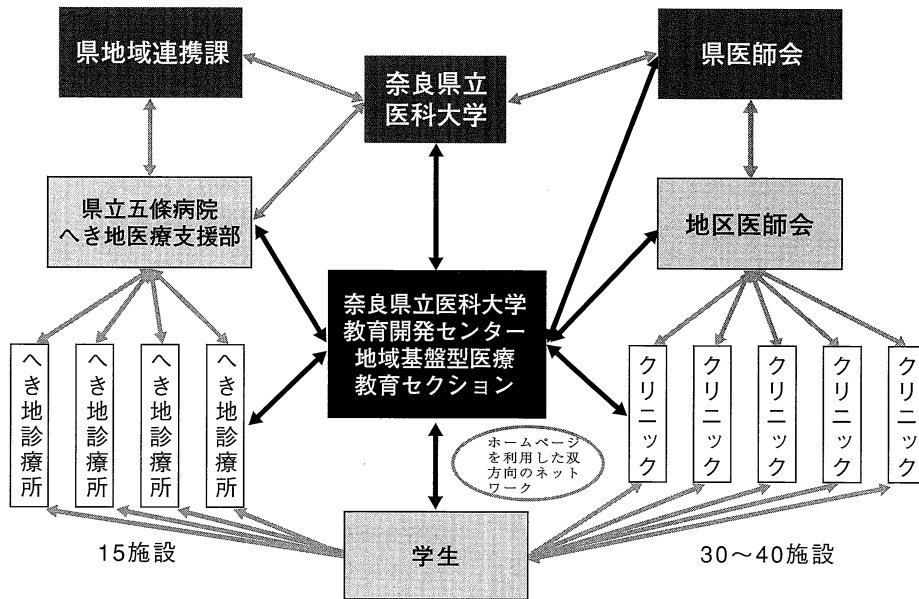 県地域連携課
奈良県立
医科大学
県医師会
県立五條病院
へき地医療支援部
地区医師会
奈良県立医科大学
教育開発センター
地域基盤型医療
教育セクション
へき地診療所
へき地診療所
へき地診療所
へき地診療所
クリニック
クリニック
クリニック
クリニック
クリニック
ホームページ
を利用した双
方向のネット
ワーク
15施設
学生
30～40施設